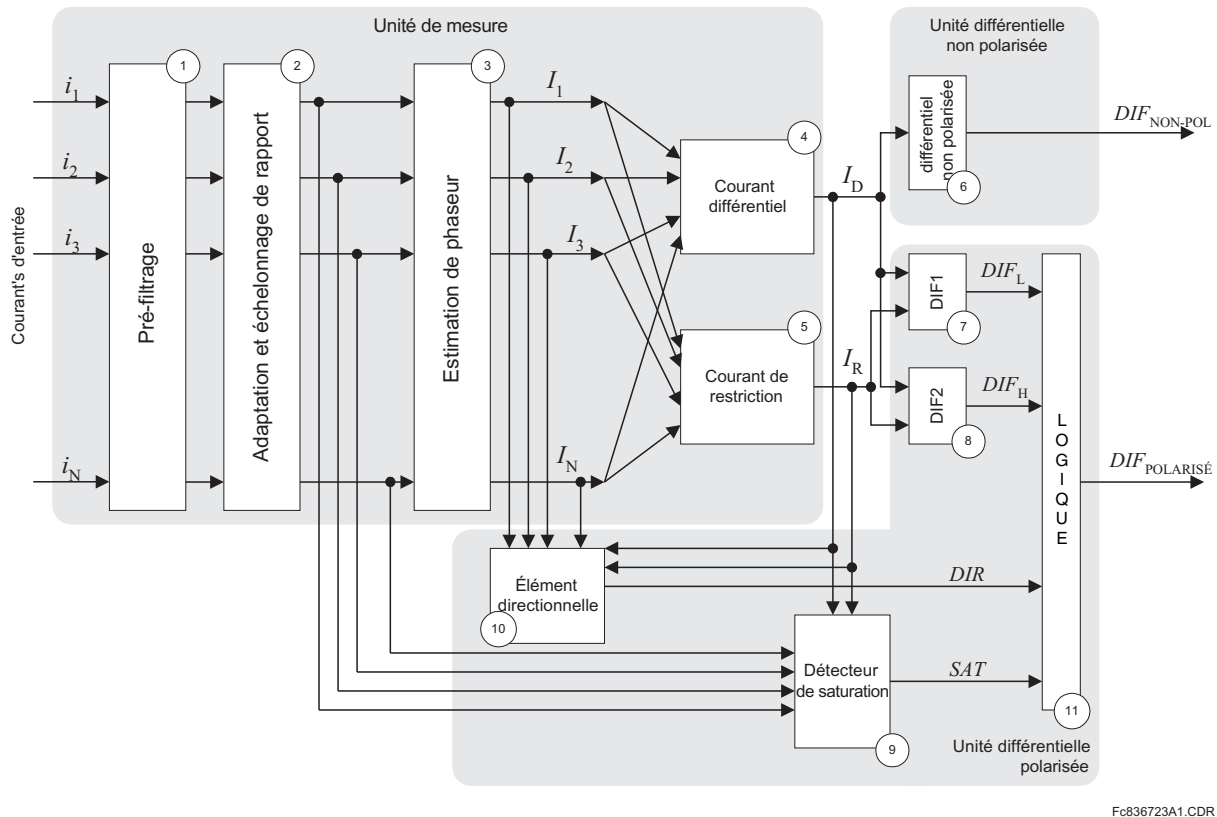 Unité de mesure
Unité différentielle
non polarisée
1
2
3
4
5
6
7
8
9
10
11
Courant's d'entrée
i1
i2
i3
iN
Pré-filtrage
Adaptation et échelonnage de rapport
Estimation de phaseur
I1
I2
I3
IN
Courant
différentiel
Courant de
restriction
ID
IR
différentiel
non polarisée
DIFNON-POL
DIF1
DIFL
DIF2
DIFH
LOGIQUE
DIFPOLARISÉ
Élément
directionnelle
DIR
Détecteur
de saturation
SAT
Unité différentielle
polarisée
Fc836723A1.CDR